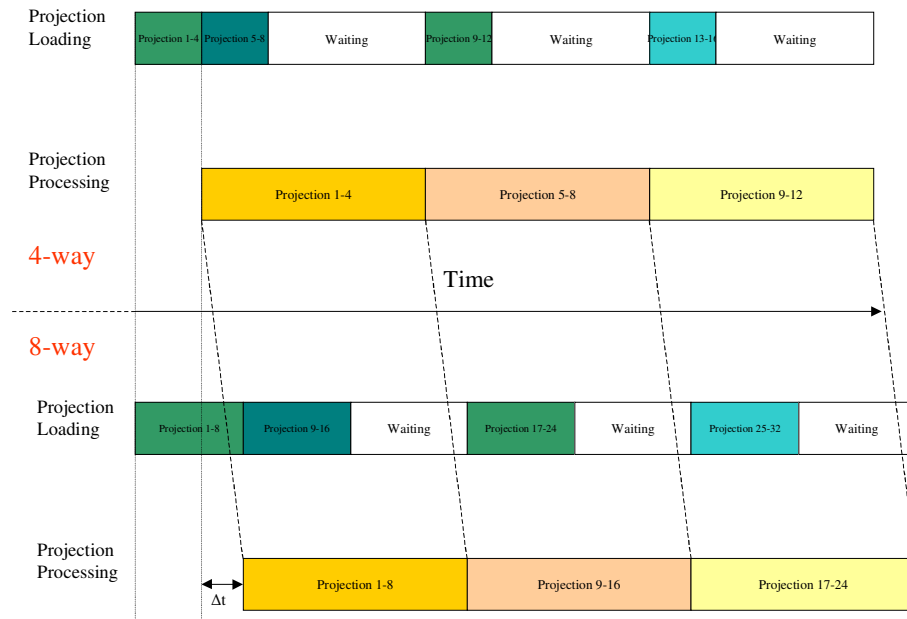 Projection
Loading
Projection 1-4
Projection 5-8
Waiting
Projection 9-12
Waiting
Projection 13-16
Waiting
Projection
Processing
Projection 1-4
Projection 5-8
Projection 9-12
4-way
Time
8-way
Projection
Loading
Projection 1-8
Projection 9-16
Waiting
Projection 17-24
Waiting
Projection 25-32
Waiting
Projection
Processing
Projection 1-8
Projection 9-16
Projection 17-24
Δt